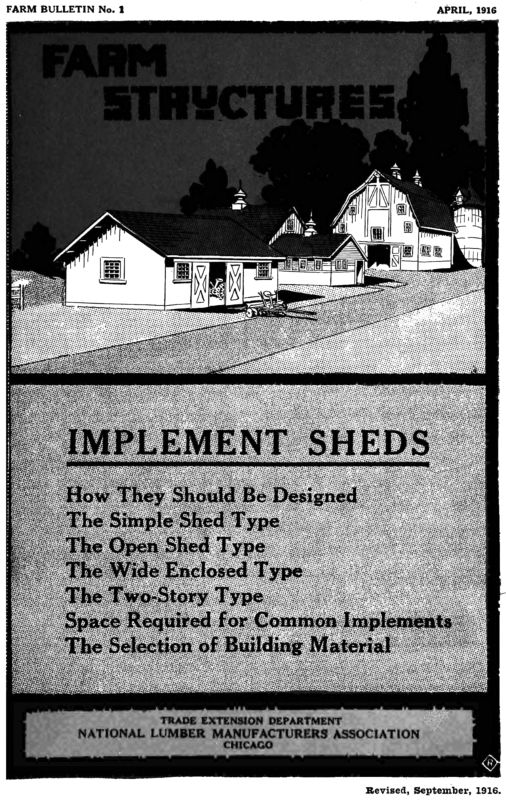 FARM BULLETIN No. 1
APRIL, 1916
FARM
STRUCTURES
IMPLEMENT SHEDS
How They Should Be Designed
The Simple Shed Type
The Open Shed Type
The Wide Enclosed Type
The Two-Story Type
Space Required for Common Implements
The Selection of Building Material
TRADE EXTENSION DEPARTMENT
NATIONAL LUMBER MANUFACTURERS ASSOCIATION
CHICAGO
H
Revised, September, 1916.